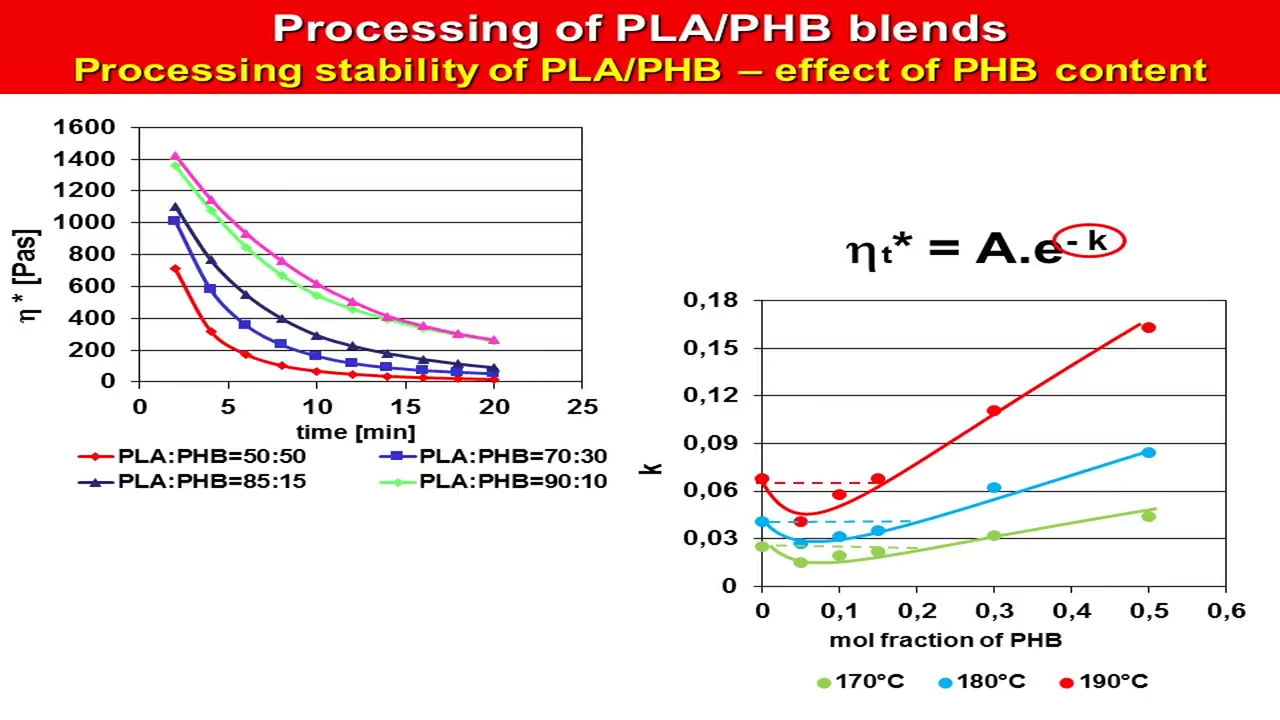 Processing of PLA/PHB blends
Processing stability of PLA/PHB – effect of PHB content
1600
1400
1200
1000
800
600
400
200
0
η* [Pas]
0 5 10 15 20 25
time [min]
PLA:PHB=50:50 PLA:PHB=70:30
PLA:PHB=85:15 PLA:PHB=90:10
ηt* = A.e- k
0,18
0,15
0,12
0,09
0,06
0,03
0
k
0 0,1 0,2 0,3 0,4 0,5 0,6
mol fraction of PHB
170°C 180°C 190°C